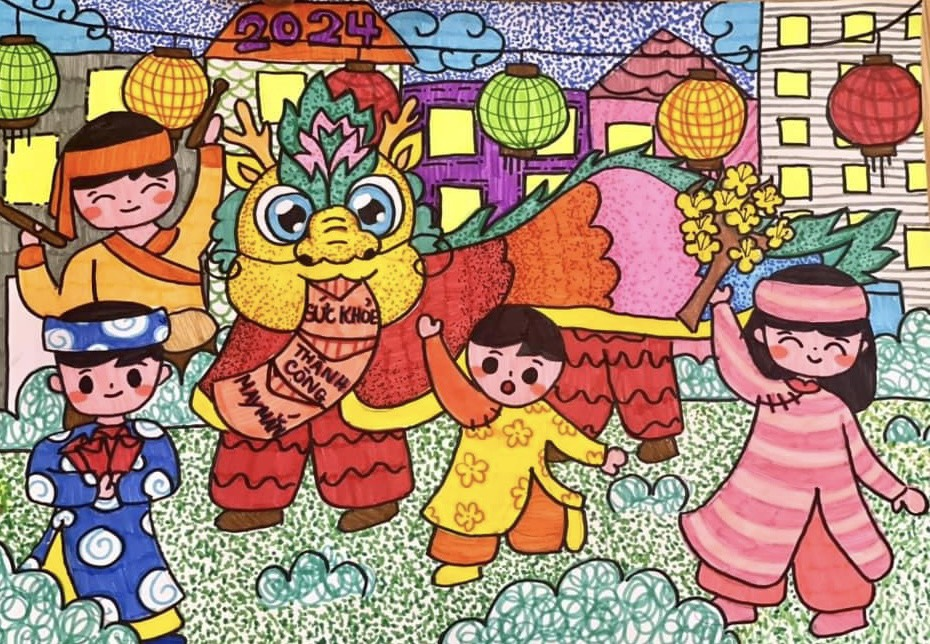 2024
SỨC KHỎE
THÀNH
CÔNG
MAY MẮN